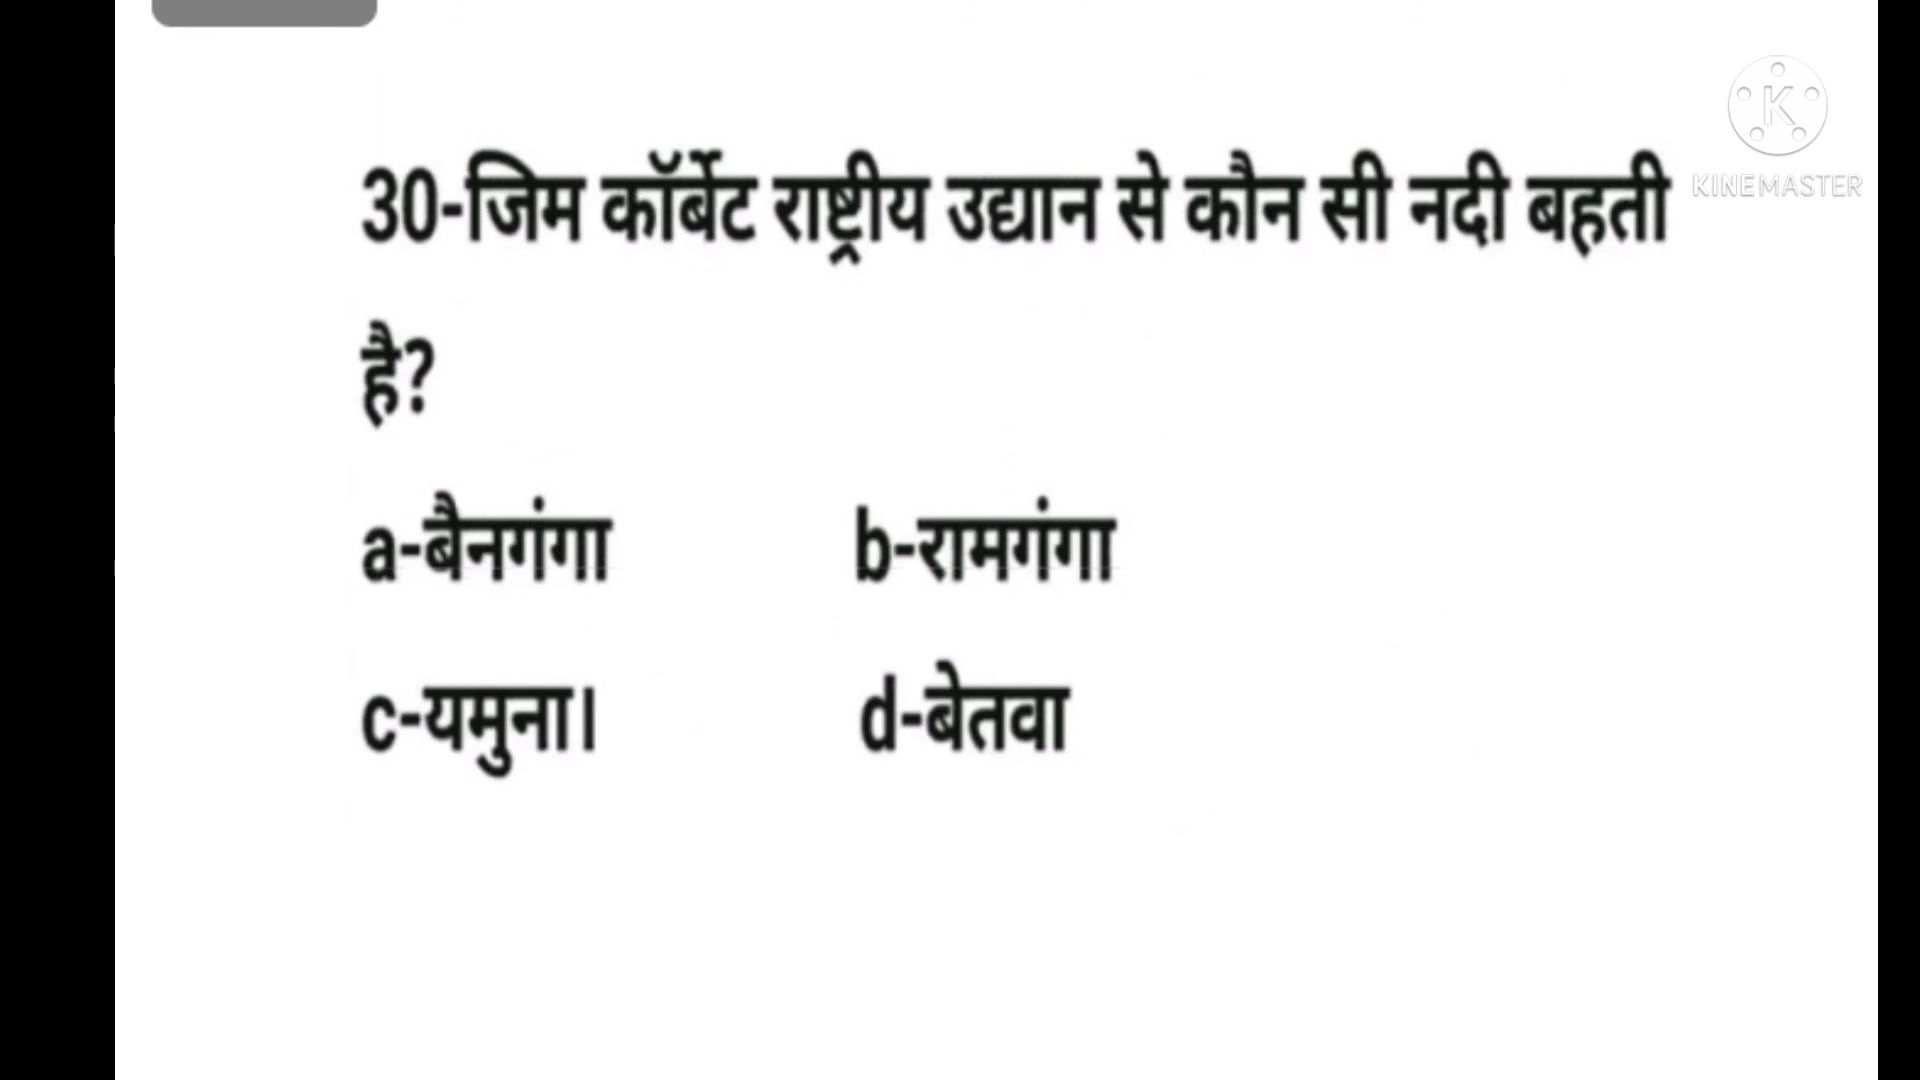 30-जिम कॉर्बेट राष्ट्रीय उद्यान से कौन सी नदी बहती
है?
a-बैनगंगा b-रामगंगा
c-यमुना। d-बेतवा
K
KINEMASTER